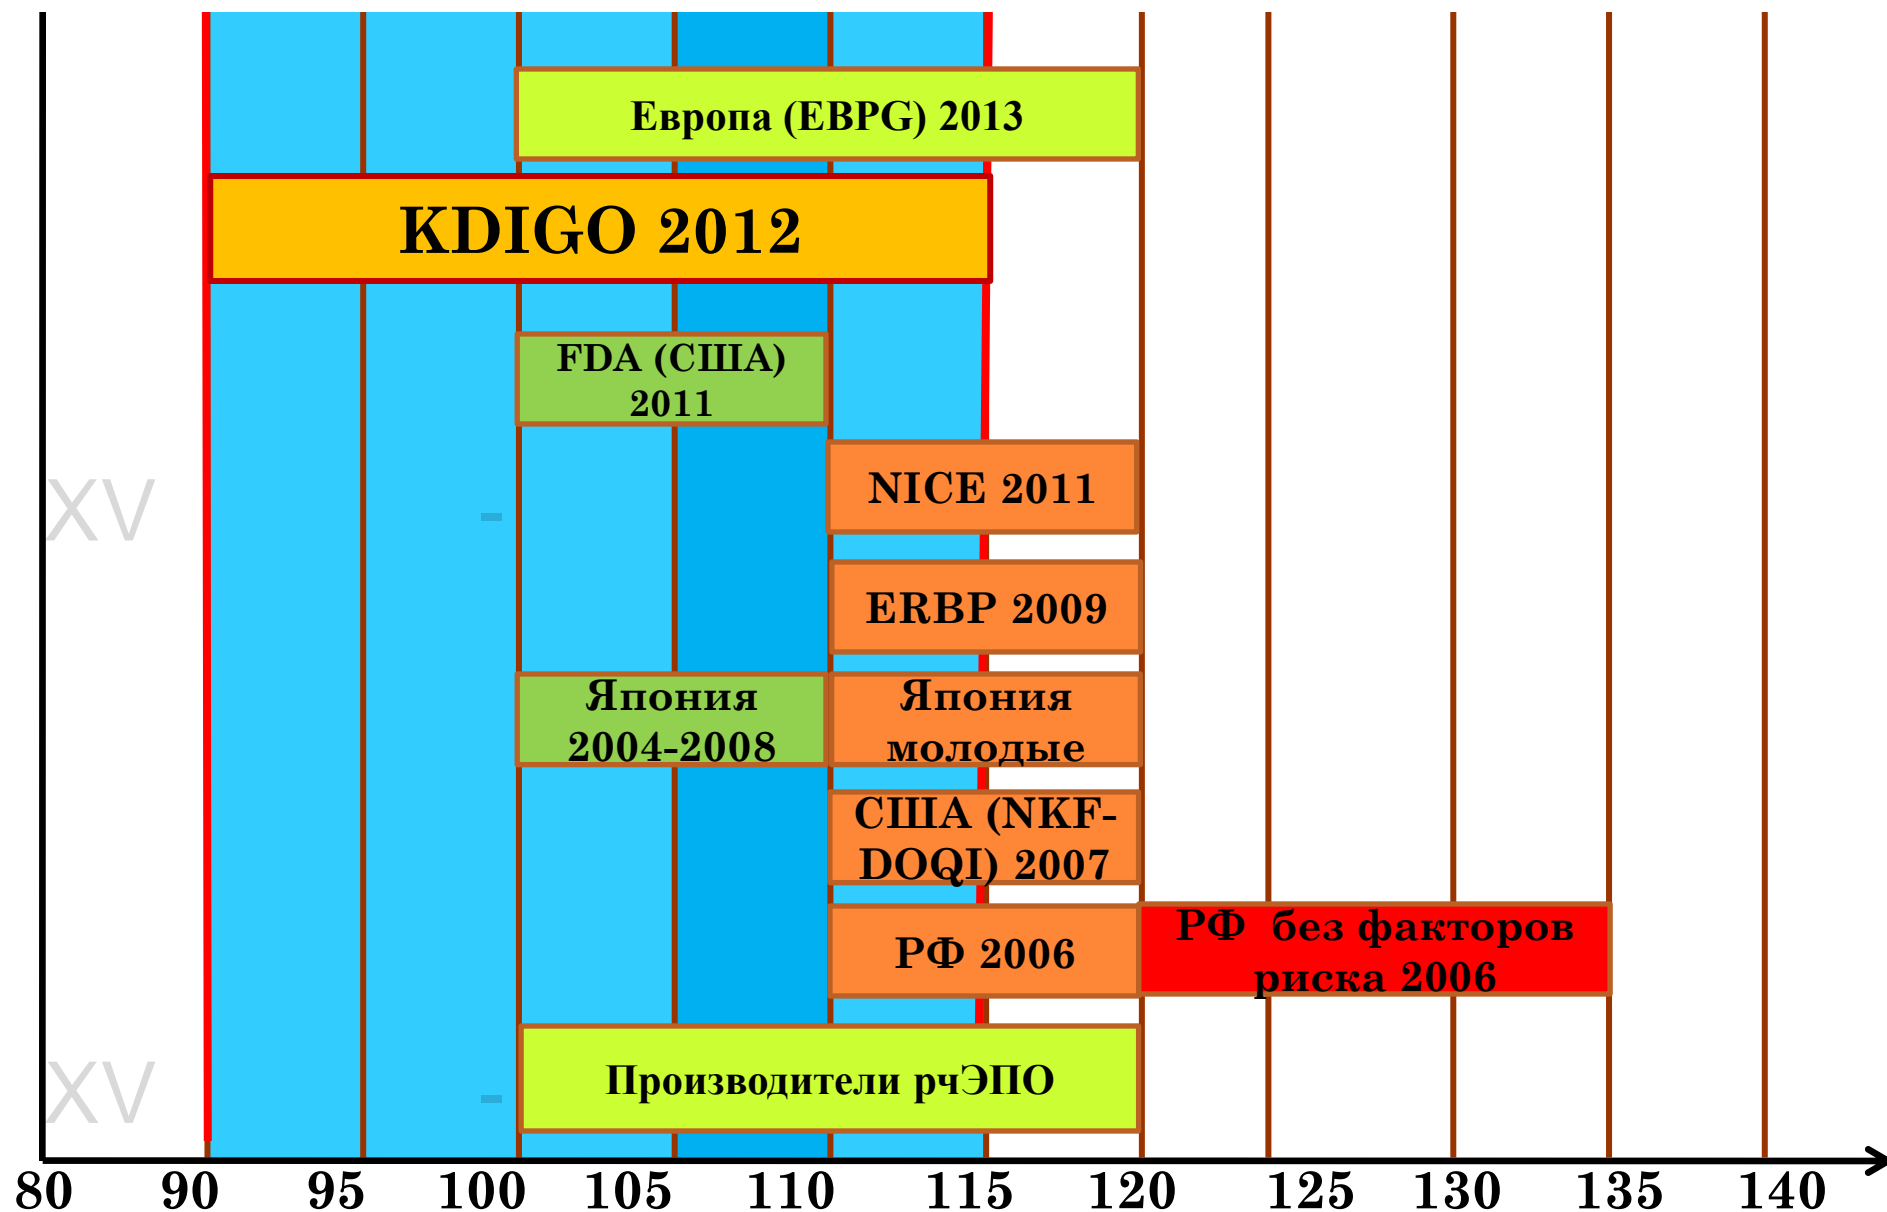 Европа (EBPG) 2013
KDIGO 2012
FDA (США)
2011
NICE 2011
XV
-
ERBP 2009
Япония
2004-2008
Япония
молодые
США (NKF-
DOQI) 2007
РФ 2006
РФ без факторов
риска 2006
Производители рчЭПО
XV
-
80 90 95 100 105 110 115 120 125 130 135 140